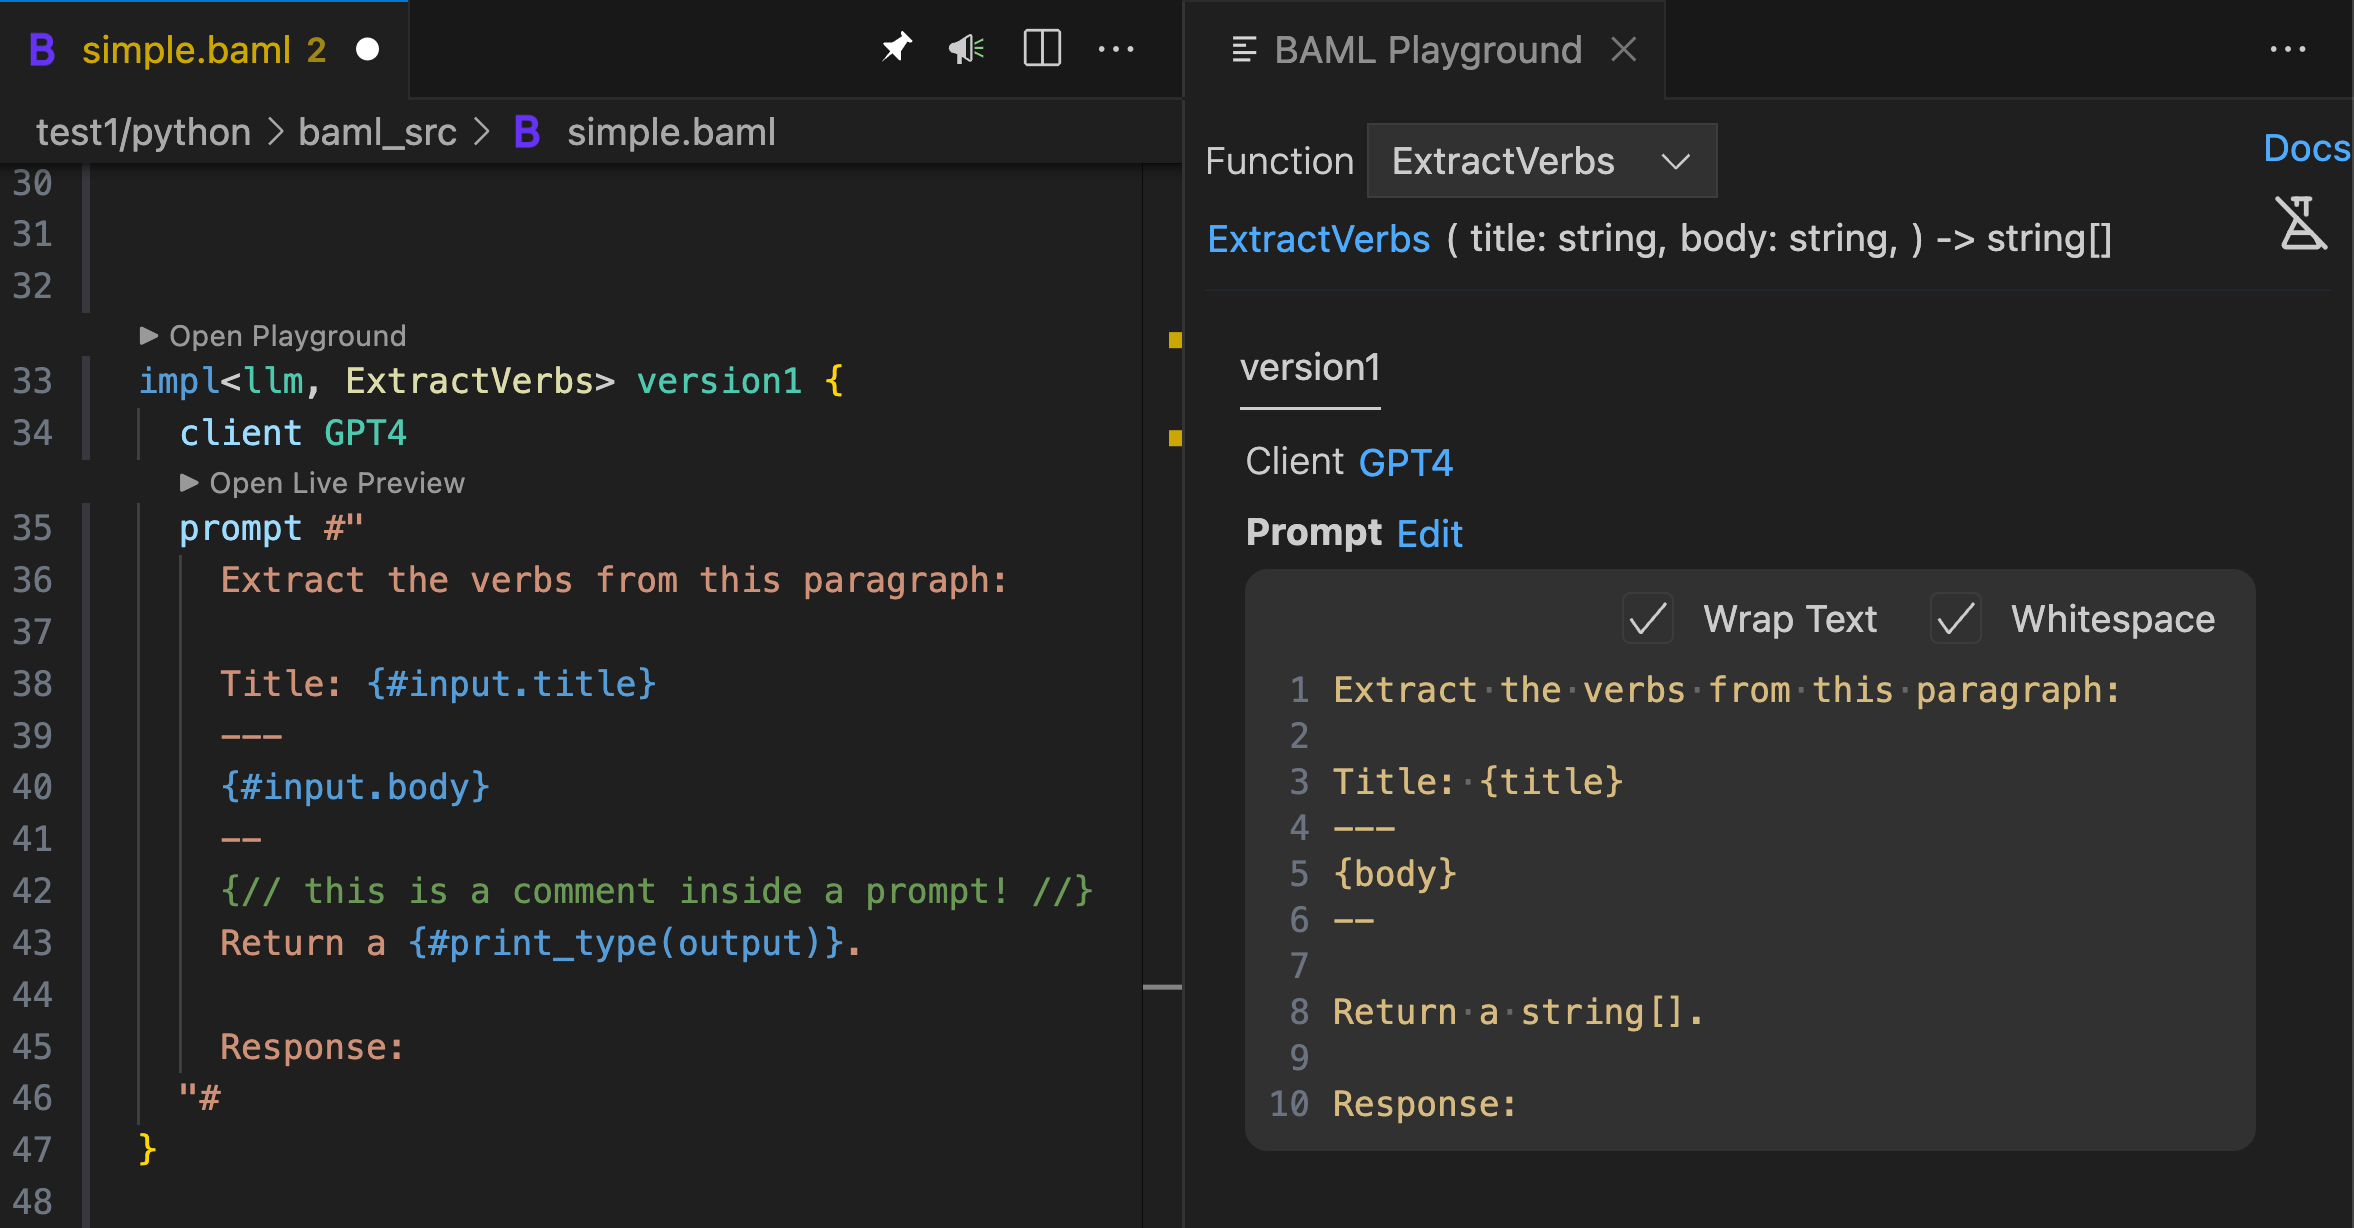 B simple.baml 2
test1/python > baml_src > B simple.baml
30
31
32
Open Playground
33 impl<llm, ExtractVerbs> version1 {
34 client GPT4
Open Live Preview
35 prompt #"
36 Extract the verbs from this paragraph:
37
38 Title: {#input.title}
39 ---
40 {#input.body}
41 --
42 {// this is a comment inside a prompt! //}
43 Return a {#print_type(output)}.
44
45 Response:
46 "#
47 }
48
BAML Playground
Docs
Function ExtractVerbs
ExtractVerbs ( title: string, body: string, ) -> string[]
version1
Client GPT4
Prompt Edit
Wrap Text Whitespace
1 Extract·the·verbs·from·this·paragraph:
2
3 Title:·{title}
4 ---
5 {body}
6 --
7
8 Return·a·string[].
9
10 Response: